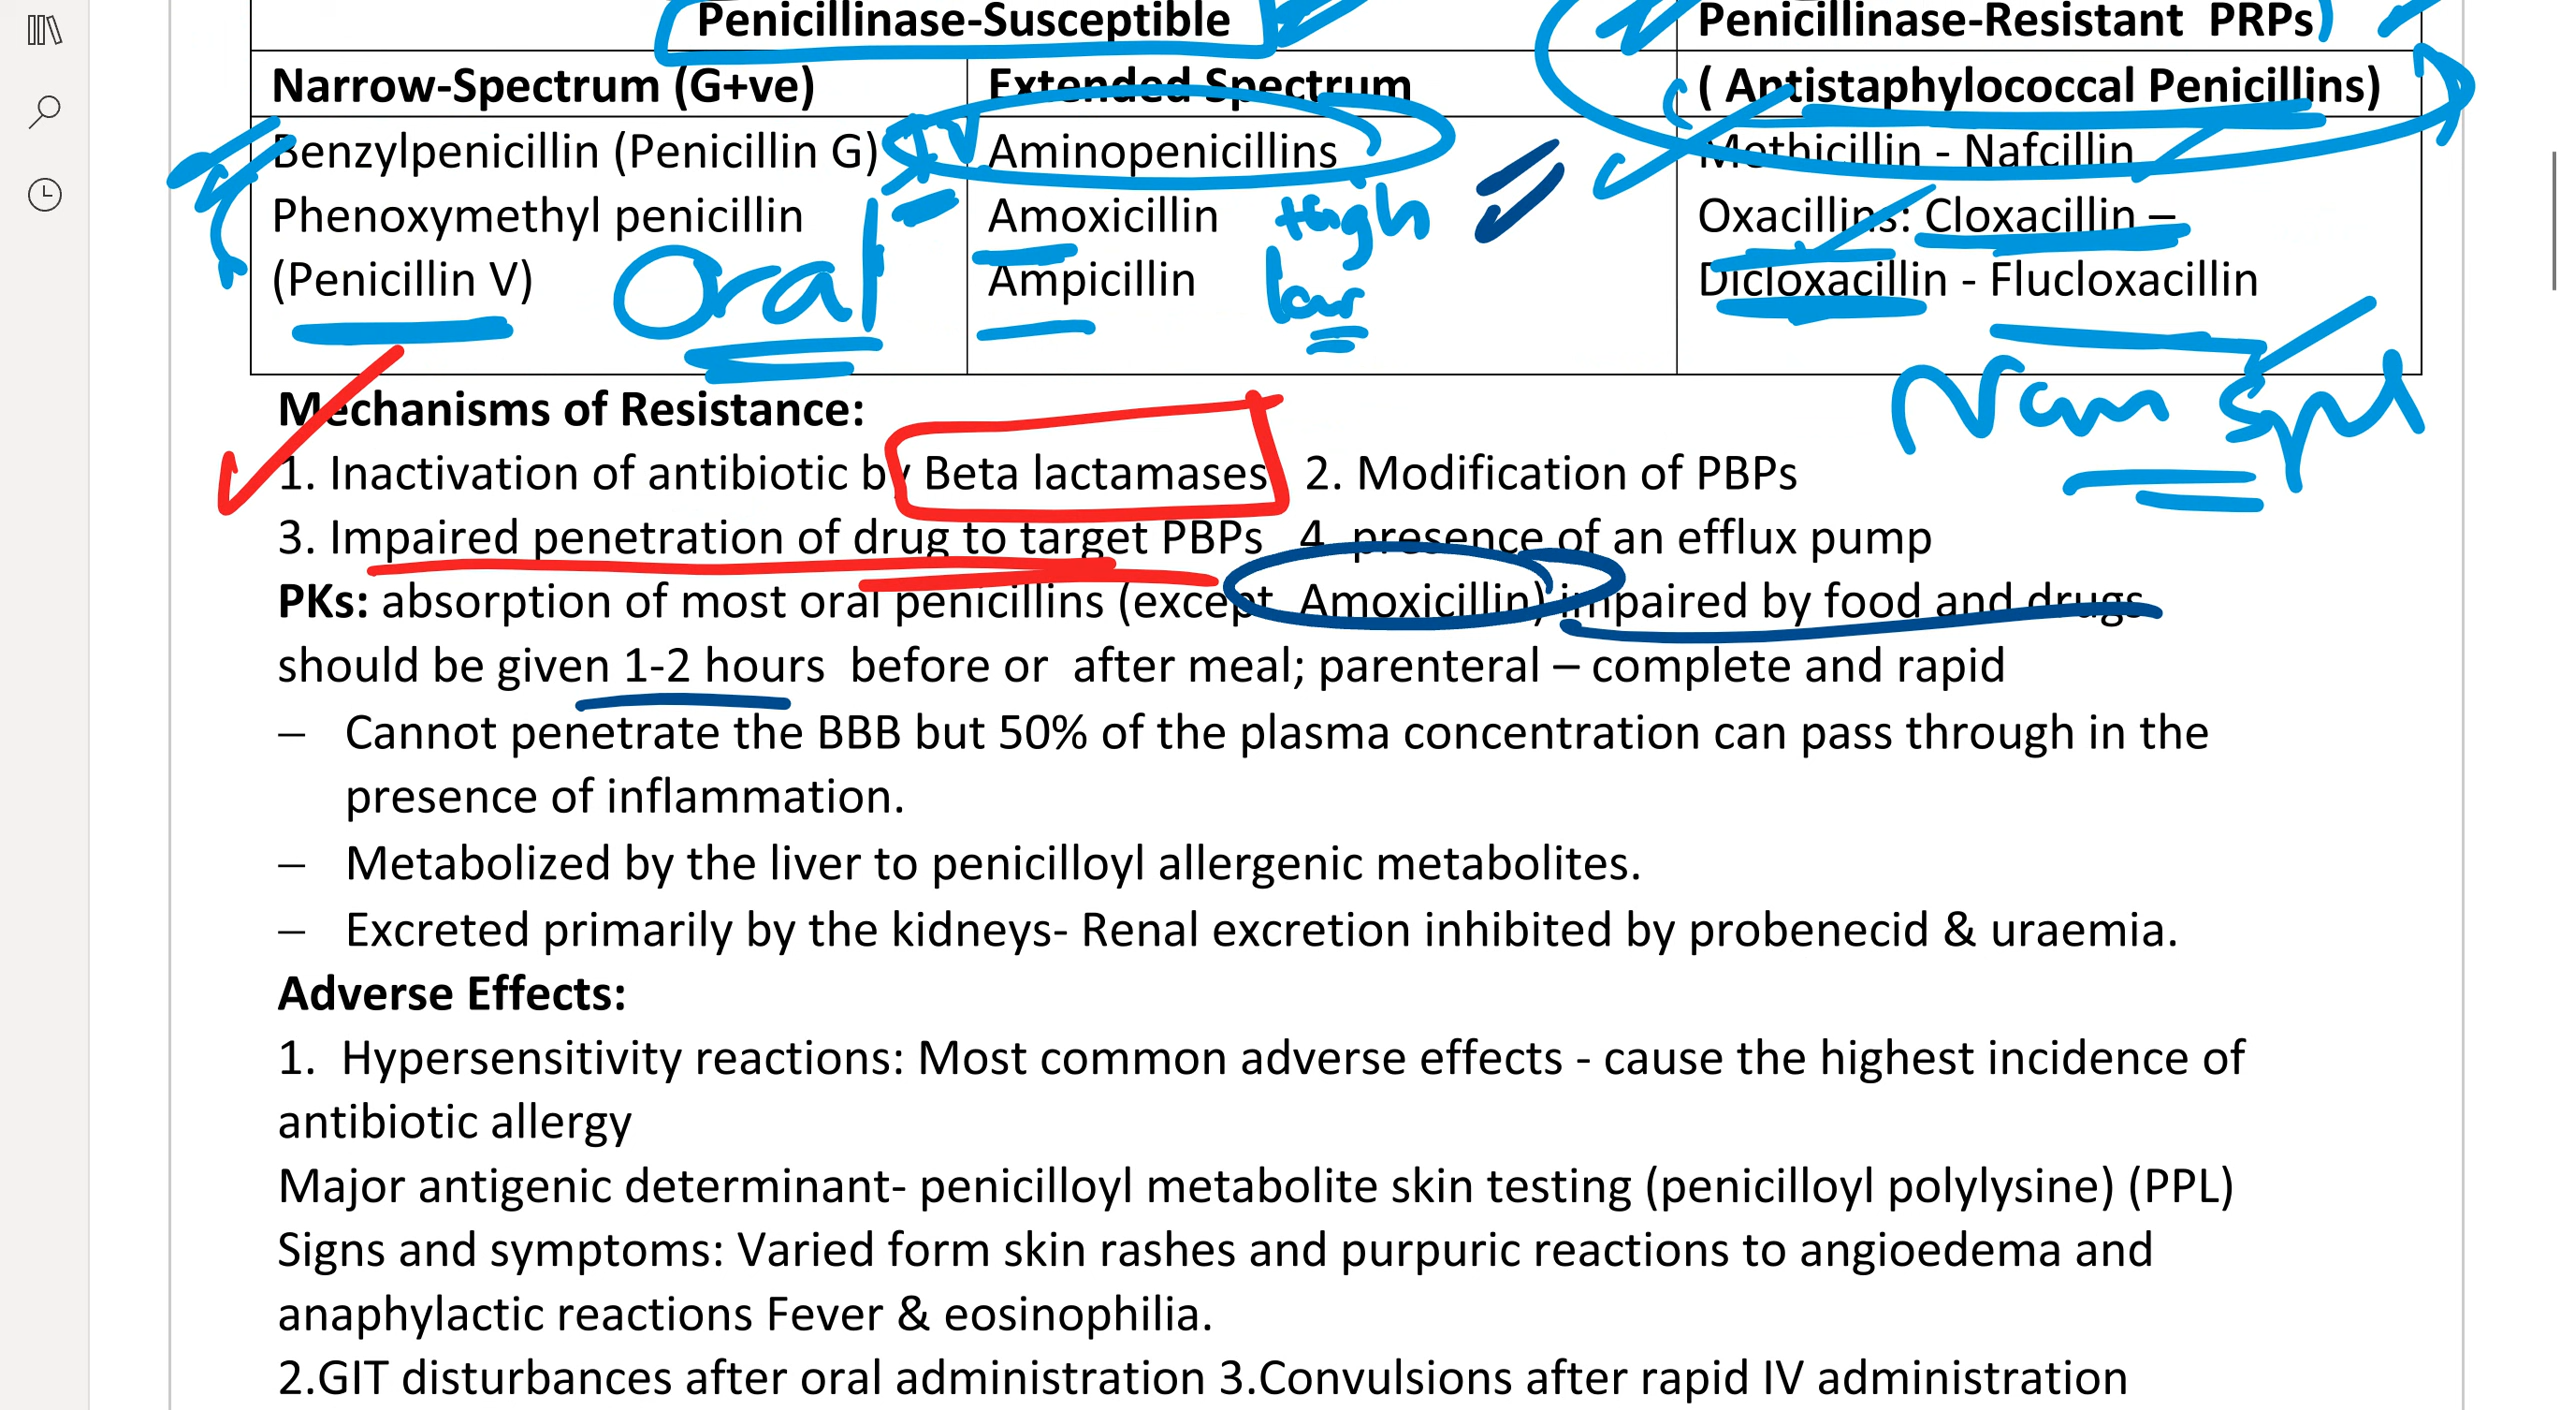 Penicillinase-Susceptible
Penicillinase-Resistant PRPs)
Narrow-Spectrum (G+ve)
Extended Spectrum
( Antistaphylococcal Penicillins)
Benzylpenicillin (Penicillin G) IV
Aminopenicillins
Methicillin - Nafcillin
Phenoxymethyl penicillin
Amoxicillin High
Oxacillins: Cloxacillin –
(Penicillin V) Oral
Ampicillin low
Dicloxacillin - Flucloxacillin
Mechanisms of Resistance:
1. Inactivation of antibiotic by Beta lactamases 2. Modification of PBPs
3. Impaired penetration of drug to target PBPs 4. presence of an efflux pump
PKs: absorption of most oral penicillins (except Amoxicillin) impaired by food and drugs
should be given 1-2 hours before or after meal; parenteral – complete and rapid
– Cannot penetrate the BBB but 50% of the plasma concentration can pass through in the
presence of inflammation.
– Metabolized by the liver to penicilloyl allergenic metabolites.
– Excreted primarily by the kidneys- Renal excretion inhibited by probenecid & uraemia.
Adverse Effects:
1. Hypersensitivity reactions: Most common adverse effects - cause the highest incidence of
antibiotic allergy
Major antigenic determinant- penicilloyl metabolite skin testing (penicilloyl polylysine) (PPL)
Signs and symptoms: Varied form skin rashes and purpuric reactions to angioedema and
anaphylactic reactions Fever & eosinophilia.
2.GIT disturbances after oral administration 3.Convulsions after rapid IV administration